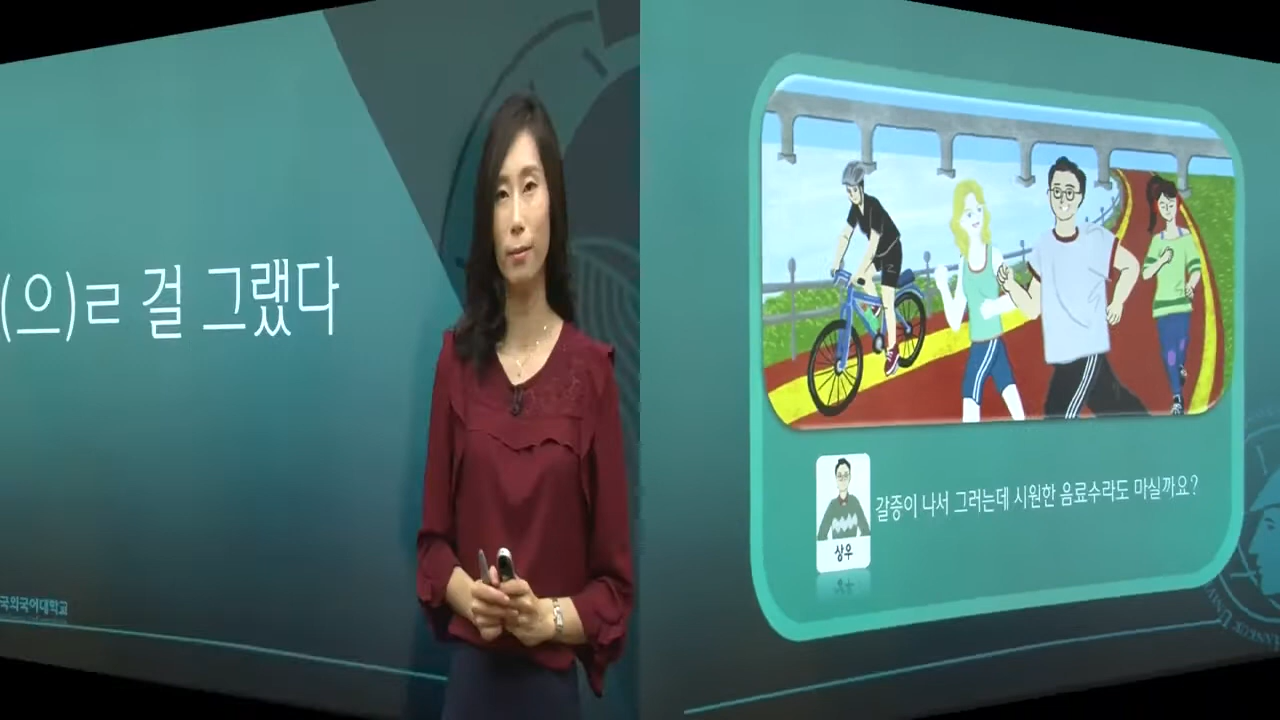 (으)ㄹ 걸 그랬다
국외국어대학교
갈증이 나서 그러는데 시원한 음료수라도 마실까요?
상우